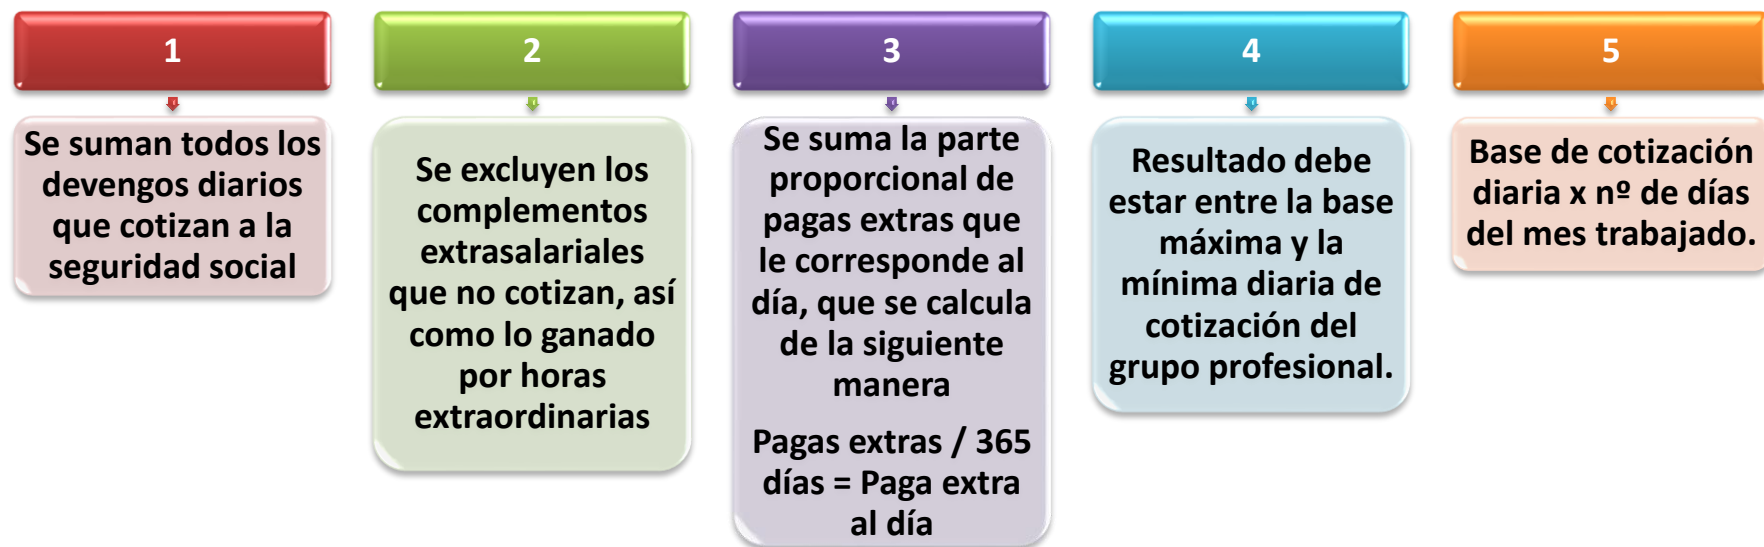 1
Se suman todos los
devengos diarios
que cotizan a la
seguridad social
2
Se excluyen los
complementos
extrasalariales
que no cotizan, así
como lo ganado
por horas
extraordinarias
3
Se suma la parte
proporcional de
pagas extras que
le corresponde al
día, que se calcula
de la siguiente
manera
Pagas extras / 365
días = Paga extra
al día
4
Resultado debe
estar entre la base
máxima y la
mínima diaria de
cotización del
grupo profesional.
5
Base de cotización
diaria x nº de días
del mes trabajado.